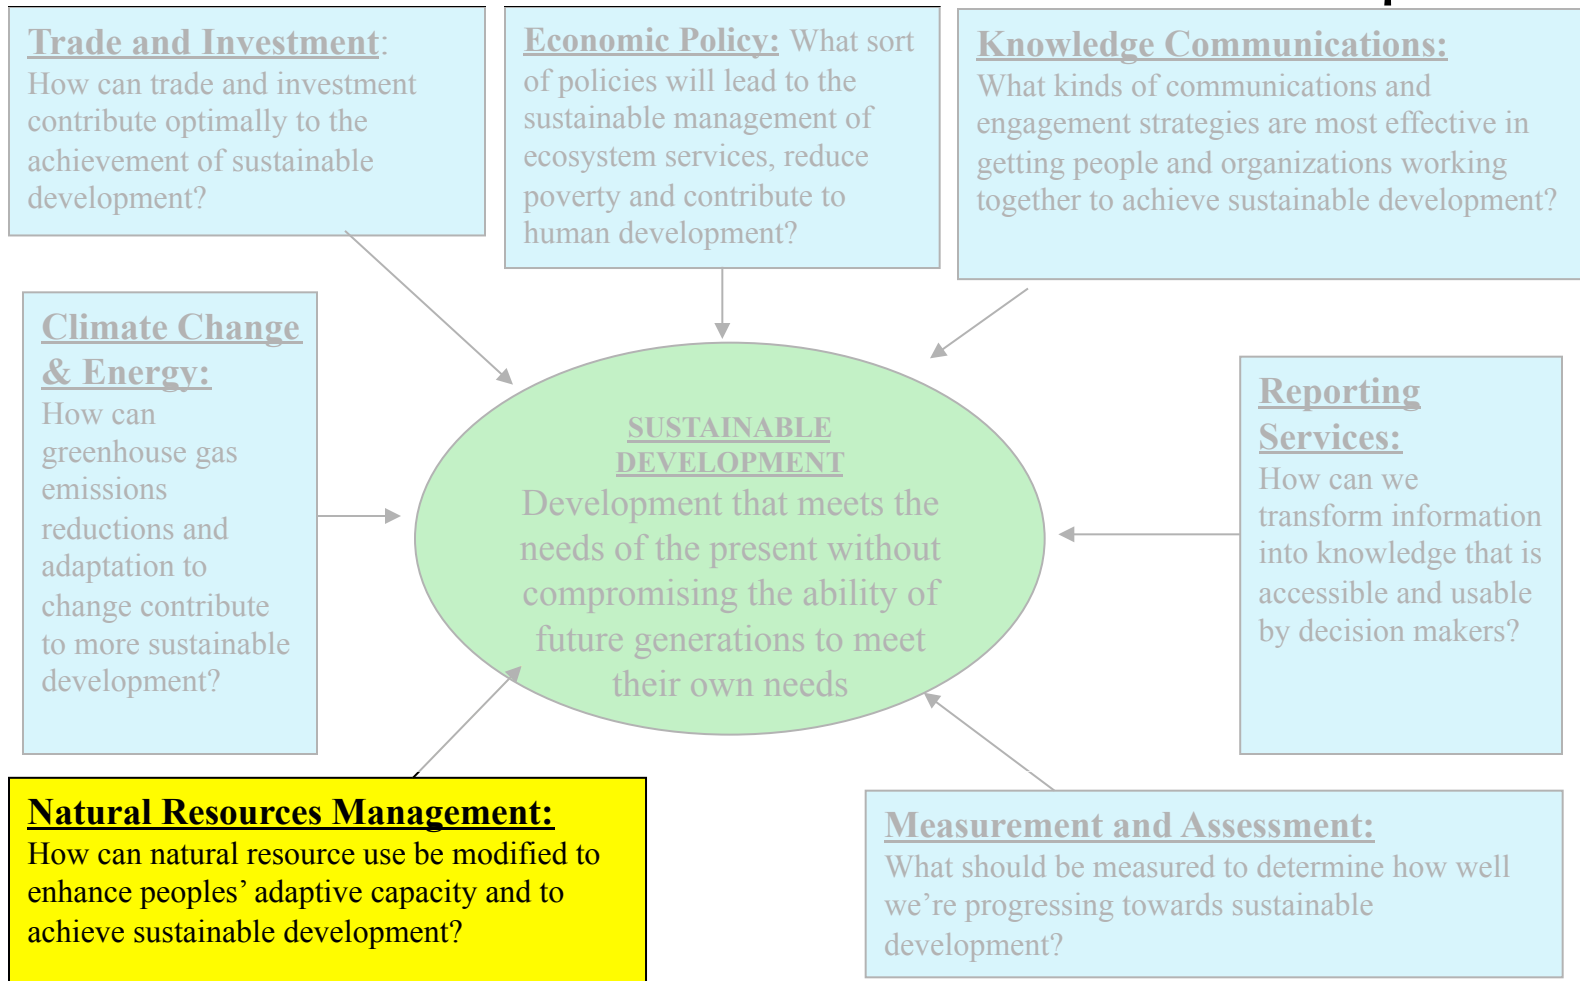 Trade and Investment:
How can trade and investment
contribute optimally to the
achievement of sustainable
development?
Economic Policy: What sort
of policies will lead to the
sustainable management of
ecosystem services, reduce
poverty and contribute to
human development?
Knowledge Communications:
What kinds of communications and
engagement strategies are most effective in
getting people and organizations working
together to achieve sustainable development?
Climate Change
& Energy:
How can
greenhouse gas
emissions
reductions and
adaptation to
change contribute
to more sustainable
development?
SUSTAINABLE
DEVELOPMENT
Development that meets the
needs of the present without
compromising the ability of
future generations to meet
their own needs
Reporting
Services:
How can we
transform information
into knowledge that is
accessible and usable
by decision makers?
Natural Resources Management:
How can natural resource use be modified to
enhance peoples’ adaptive capacity and to
achieve sustainable development?
Measurement and Assessment:
What should be measured to determine how well
we’re progressing towards sustainable
development?